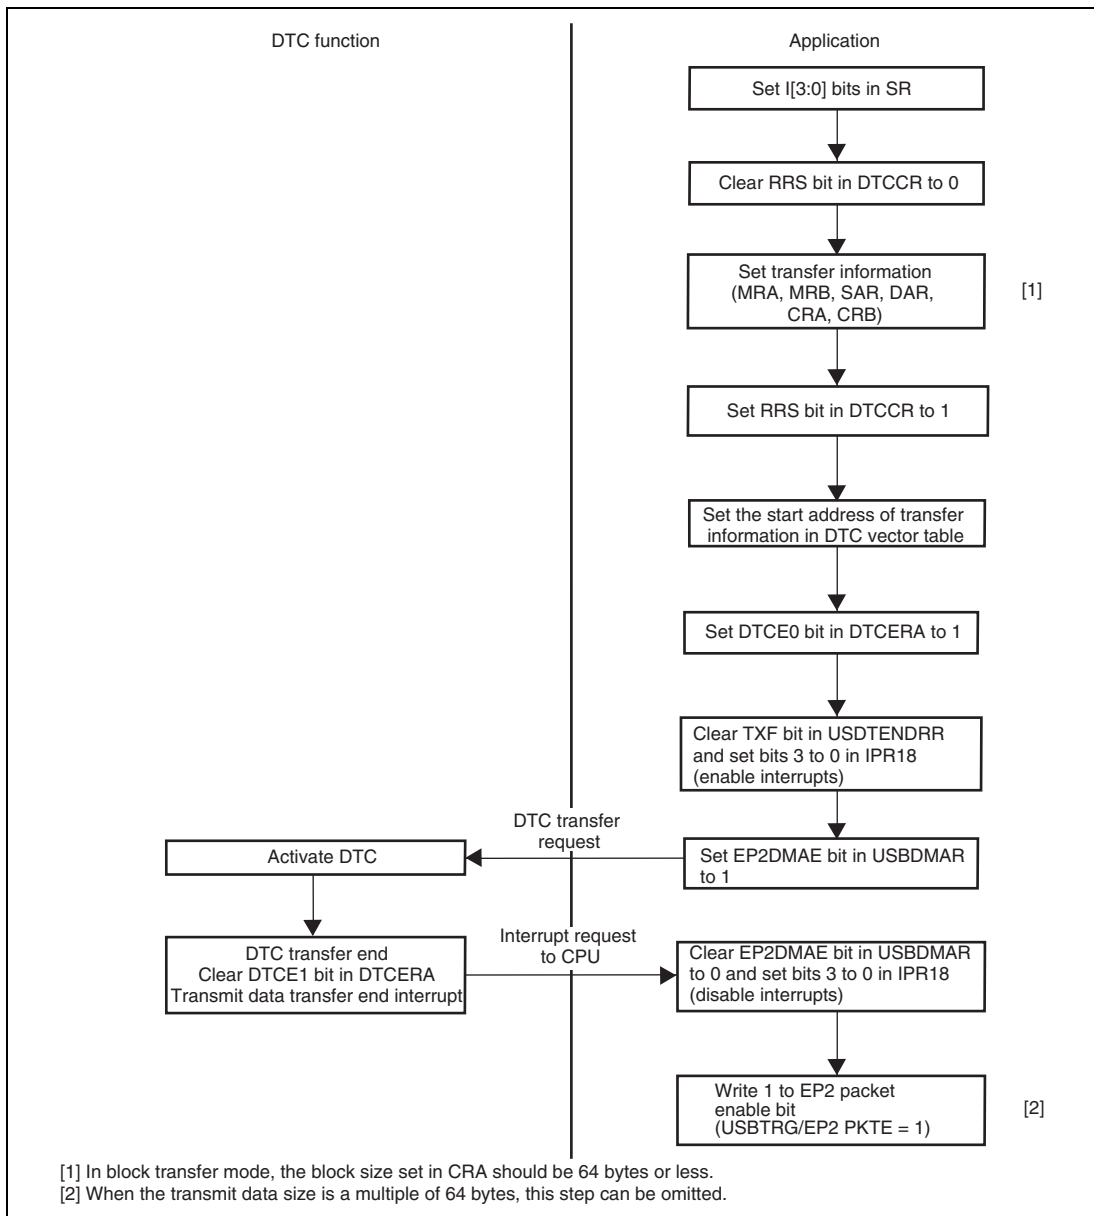 DTC function
Application
Set I[3:0] bits in SR
Clear RRS bit in DTCCR to 0
Set transfer information
(MRA, MRB, SAR, DAR,
CRA, CRB)
[1]
Set RRS bit in DTCCR to 1
Set the start address of transfer
information in DTC vector table
Set DTCE0 bit in DTCERA to 1
Clear TXF bit in USDTENDRR
and set bits 3 to 0 in IPR18
(enable interrupts)
DTC transfer
request
Activate DTC
Set EP2DMAE bit in USBDMAR
to 1
DTC transfer end
Clear DTCE1 bit in DTCERA
Transmit data transfer end interrupt
Interrupt request
to CPU
Clear EP2DMAE bit in USBDMAR
to 0 and set bits 3 to 0 in IPR18
(disable interrupts)
Write 1 to EP2 packet
enable bit
(USBTRG/EP2 PKTE = 1)
[2]
[1] In block transfer mode, the block size set in CRA should be 64 bytes or less.
[2] When the transmit data size is a multiple of 64 bytes, this step can be omitted.